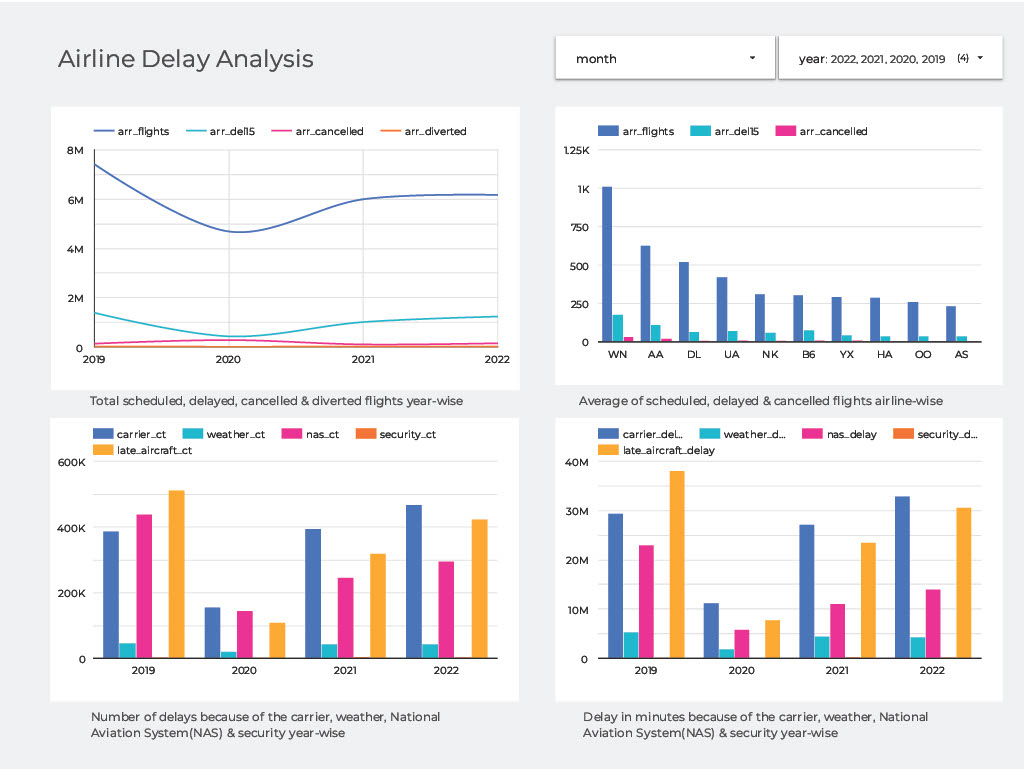 Airline Delay Analysis
month
year: 2022, 2021, 2020, 2019 (4)
arr_flights arr_del15 arr_cancelled arr_diverted
8M
6M
4M
2M
0
2019 2020 2021 2022
Total scheduled, delayed, cancelled & diverted flights year-wise
arr_flights arr_del15 arr_cancelled
1.25K
1K
750
500
250
0
WN AA DL UA NK B6 YX HA OO AS
Average of scheduled, delayed & cancelled flights airline-wise
carrier_ct weather_ct nas_ct security_ct
late_aircraft_ct
600K
400K
200K
0
2019 2020 2021 2022
Number of delays because of the carrier, weather, National
Aviation System(NAS) & security year-wise
carrier_del... weather_d... nas_delay security_d...
late_aircraft_delay
40M
30M
20M
10M
0
2019 2020 2021 2022
Delay in minutes because of the carrier, weather, National
Aviation System(NAS) & security year-wise